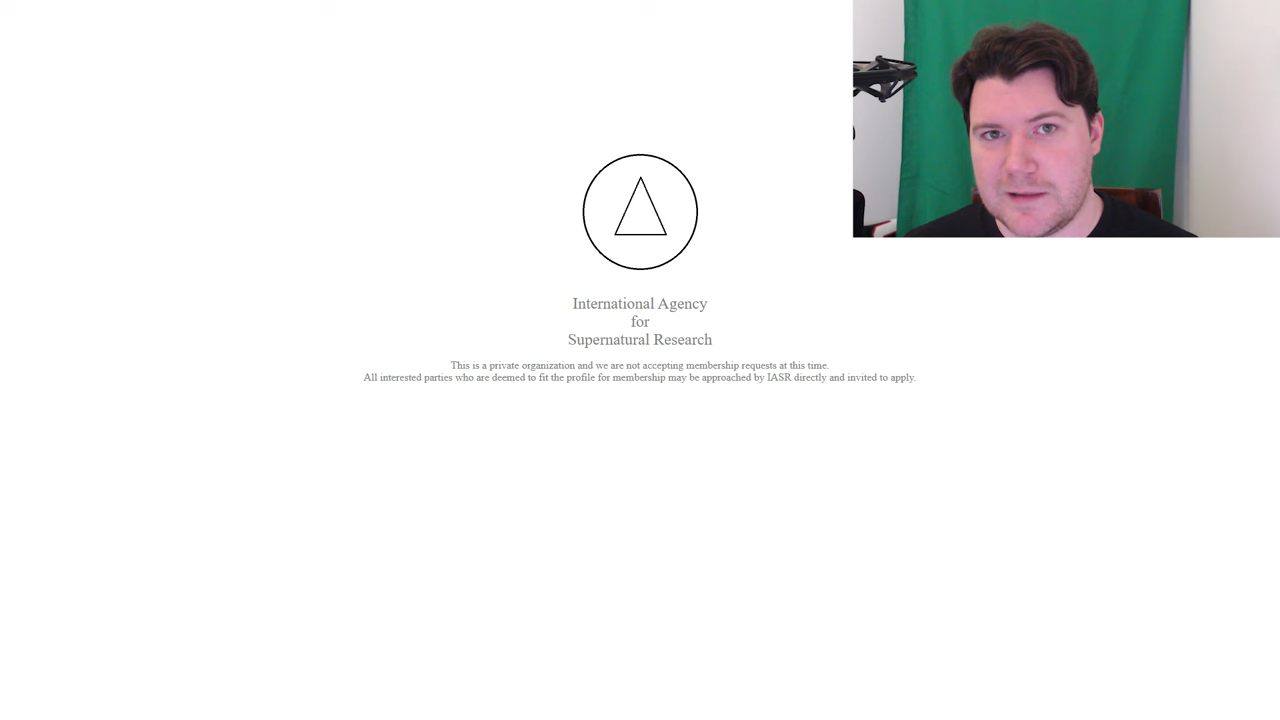 International Agency
for
Supernatural Research
This is a private organization and we are not accepting membership requests at this time.
All interested parties who are deemed to fit the profile for membership may be approached by IASR directly and invited to apply.